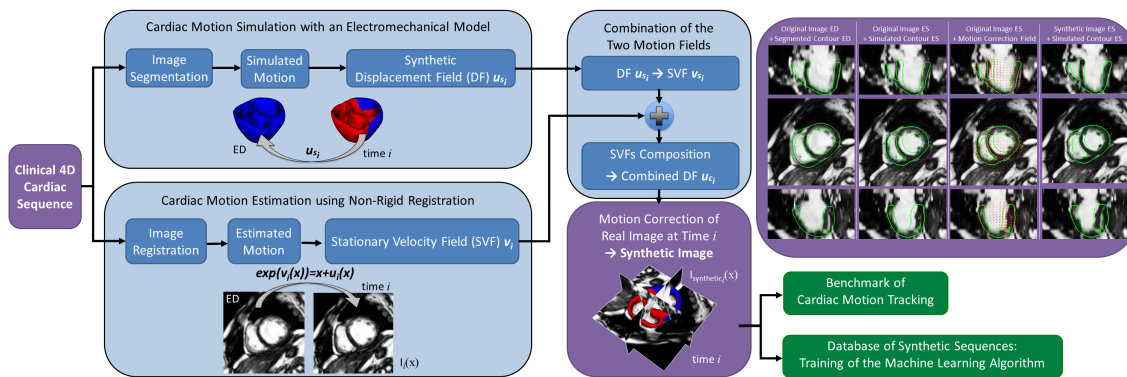 Clinical 4D
Cardiac
Sequence
Cardiac Motion Simulation with an Electromechanical Model
Image
Segmentation
Simulated
Motion
Synthetic
Displacement Field (DF) u_si
ED
u_si
time i
Cardiac Motion Estimation using Non-Rigid Registration
Image
Registration
Estimated
Motion
Stationary Velocity Field (SVF) v_i
exp(v_i(x))=x+u_i(x)
ED
time i
I_i(x)
Combination of the
Two Motion Fields
DF u_si → SVF v_si
SVFs Composition
→ Combined DF u_ci
Motion Correction of
Real Image at Time i
→ Synthetic Image
I_synthetic_i(x)
time i
Original Image ED
+ Segmented Contour ED
Original Image ES
+ Simulated Contour ES
Original Image ES
+ Motion Correction Field
Synthetic Image ES
+ Simulated Contour ES
Benchmark of
Cardiac Motion Tracking
Database of Synthetic Sequences:
Training of the Machine Learning Algorithm